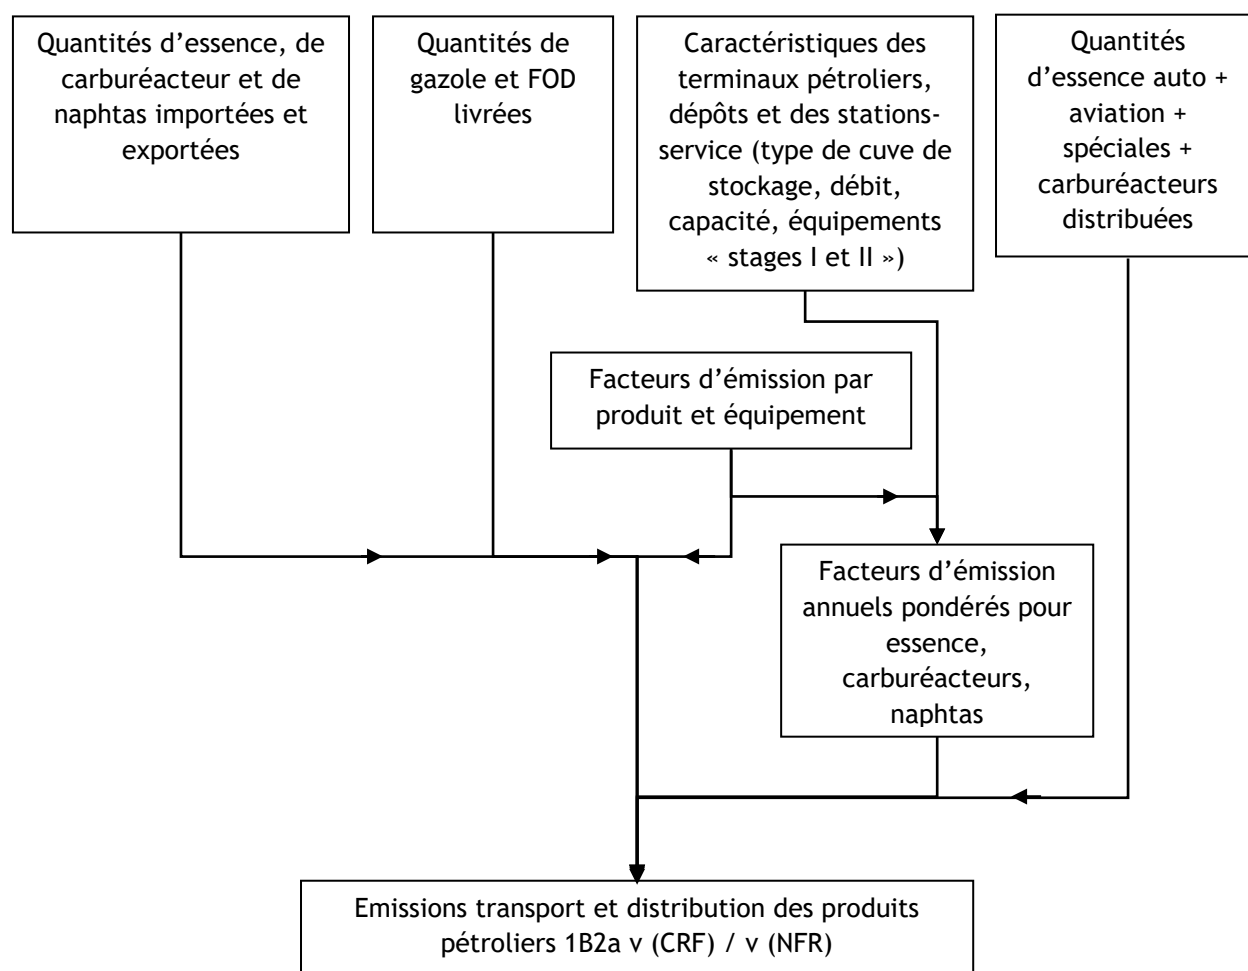 Quantités d’essence, de
carburéacteur et de
naphtas importées et
exportées
Quantités de
gazole et FOD
livrées
Caractéristiques des
terminaux pétroliers,
dépôts et des stations-
service (type de cuve de
stockage, débit,
capacité, équipements
« stages I et II »)
Quantités
d’essence auto +
aviation +
spéciales +
carburéacteurs
distribuées
Facteurs d’émission par
produit et équipement
Facteurs d’émission
annuels pondérés pour
essence,
carburéacteurs,
naphtas
Emissions transport et distribution des produits
pétroliers 1B2a v (CRF) / v (NFR)